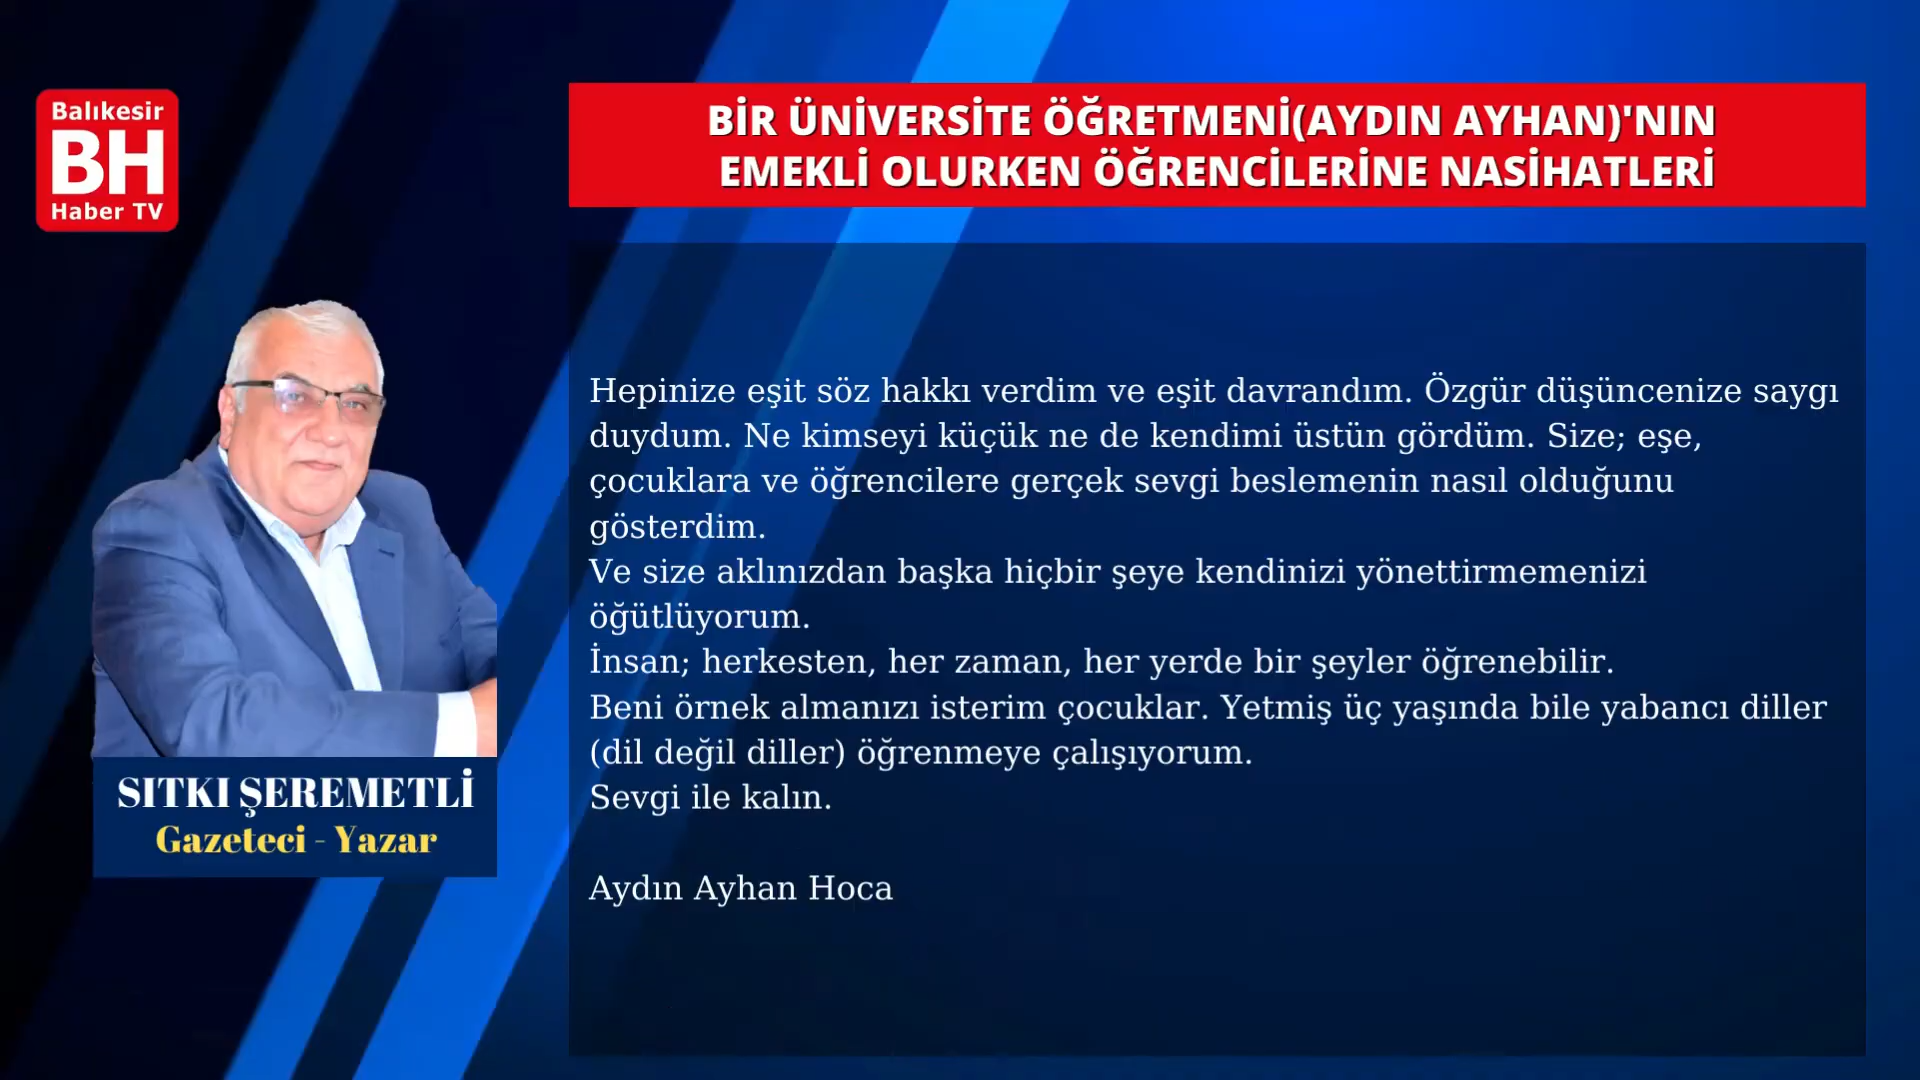 Balıkesir
BH
Haber TV
BİR ÜNİVERSİTE ÖĞRETMENİ(AYDIN AYHAN)'NIN
EMEKLİ OLURKEN ÖĞRENCİLERİNE NASİHATLERİ
Hepinize eşit söz hakkı verdim ve eşit davrandım. Özgür düşüncenize saygı
duydum. Ne kimseyi küçük ne de kendimi üstün gördüm. Size; eşe,
çocuklara ve öğrencilere gerçek sevgi beslemenin nasıl olduğunu
gösterdim.
Ve size aklınızdan başka hiçbir şeye kendinizi yönettirmemenizi
öğütlüyorum.
İnsan; herkesten, her zaman, her yerde bir şeyler öğrenebilir.
Beni örnek almanızı isterim çocuklar. Yetmiş üç yaşında bile yabancı diller
(dil değil diller) öğrenmeye çalışıyorum.
Sevgi ile kalın.
Aydın Ayhan Hoca
SITKI ŞEREMETLİ
Gazeteci - Yazar